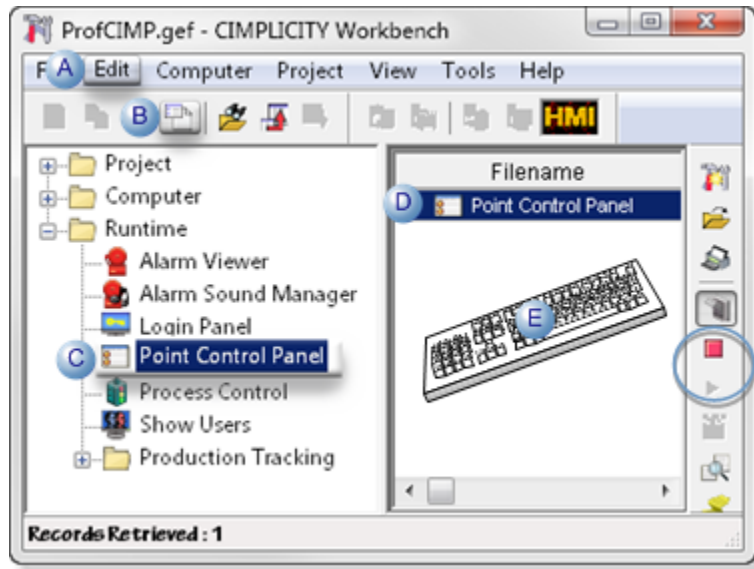 ProfCIMP.gef - CIMPLICITY Workbench
F A Edit Computer Project View Tools Help
B HMI
Project
Computer
Runtime
Alarm Viewer
Alarm Sound Manager
Login Panel
C Point Control Panel
Process Control
Show Users
Production Tracking
Filename
D Point Control Panel
E
Records Retrieved : 1